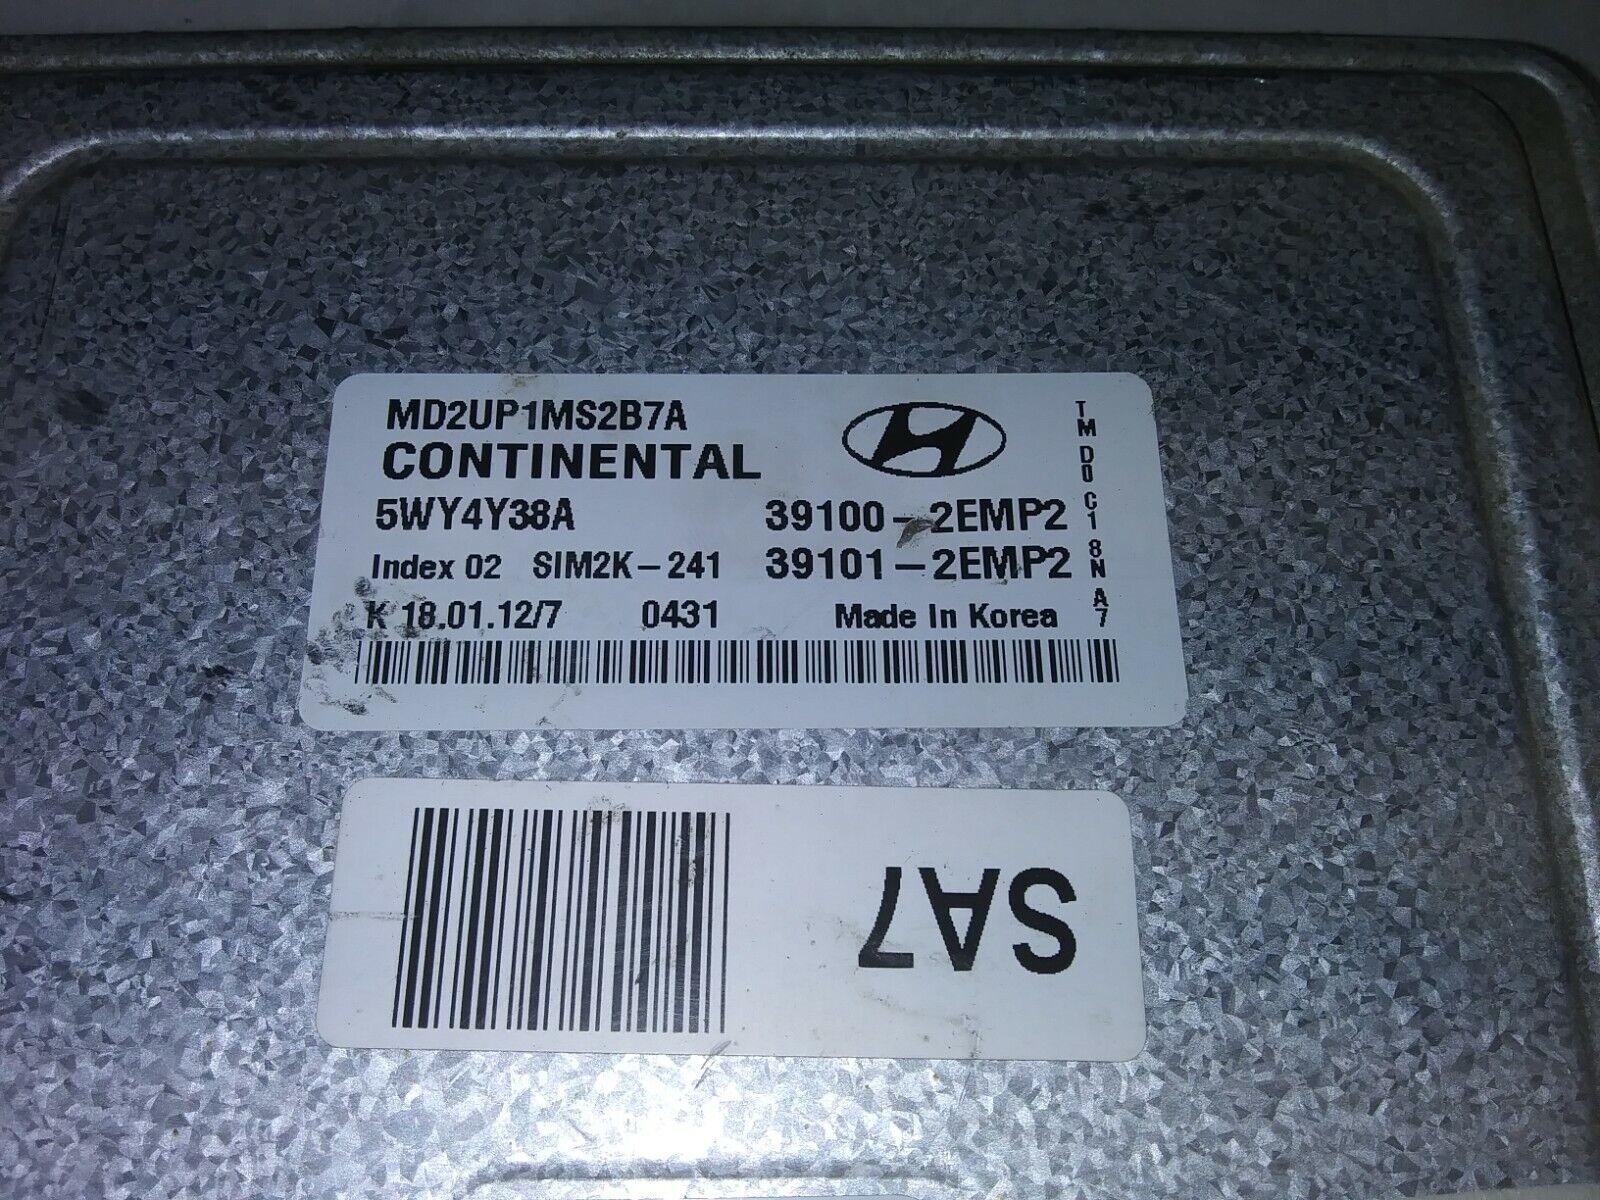 MD2UP1MS2B7A
CONTINENTAL
5WY4Y38A 39100-2EMP2
Index 02 SIM2K-241 39101-2EMP2
K 18.01.12/7 0431 Made In Korea
TM D0 C1 8N A7
SA7